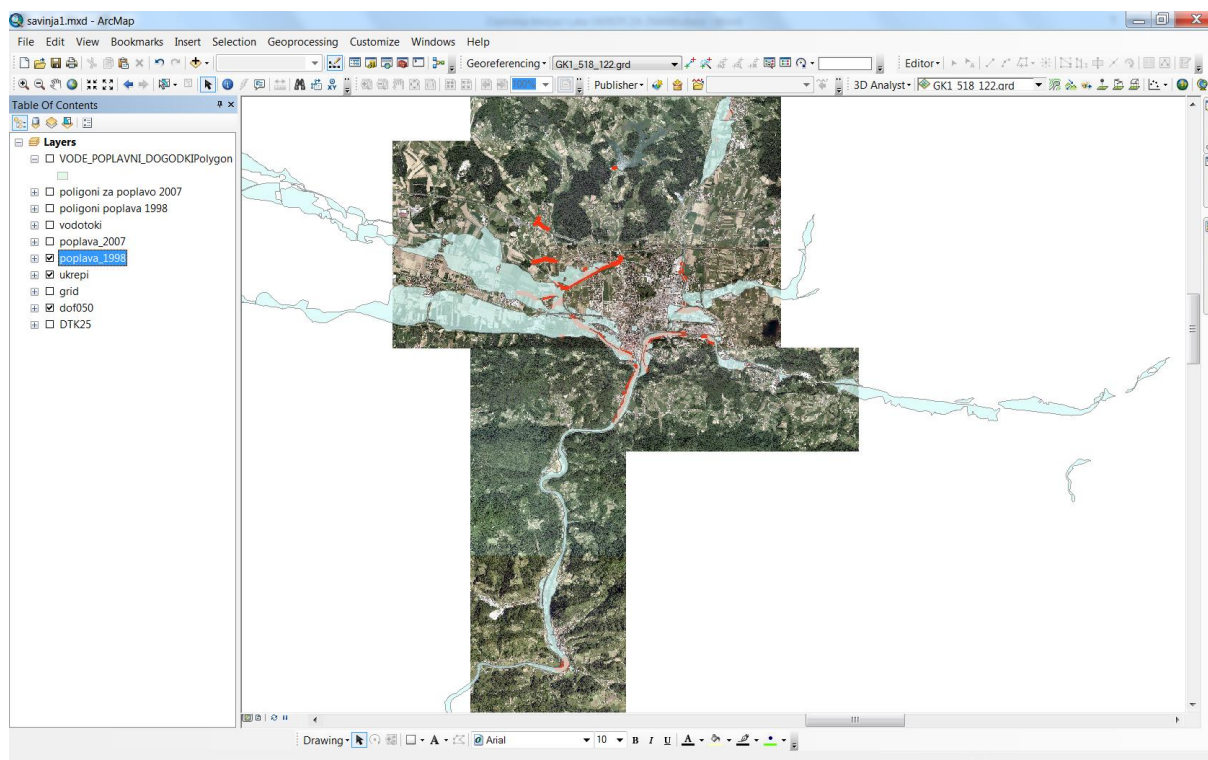 savinja1.mxd - ArcMap
File Edit View Bookmarks Insert Selection Geoprocessing Customize Windows Help
Georeferencing GK1_518_122.grd Editor
100% Publisher 3D Analyst GK1 518 122.grd
Table Of Contents
Layers
VODE_POPLAVNI_DOGODKIPolygon
poligoni za poplavo 2007
poligoni poplava 1998
vodotoki
poplava_2007
poplava_1998
ukrepi
grid
dof050
DTK25
Drawing A Arial 10 B I U A